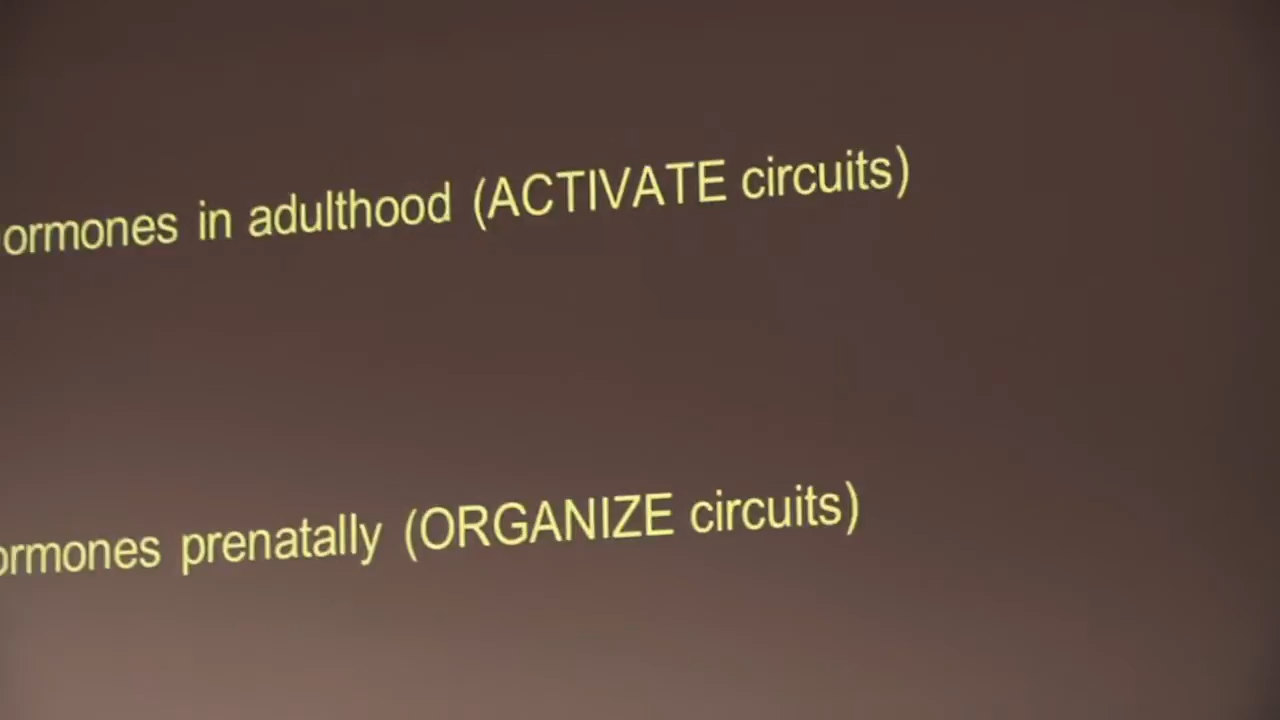 ormones in adulthood (ACTIVATE circuits)
ormones prenatally (ORGANIZE circuits)